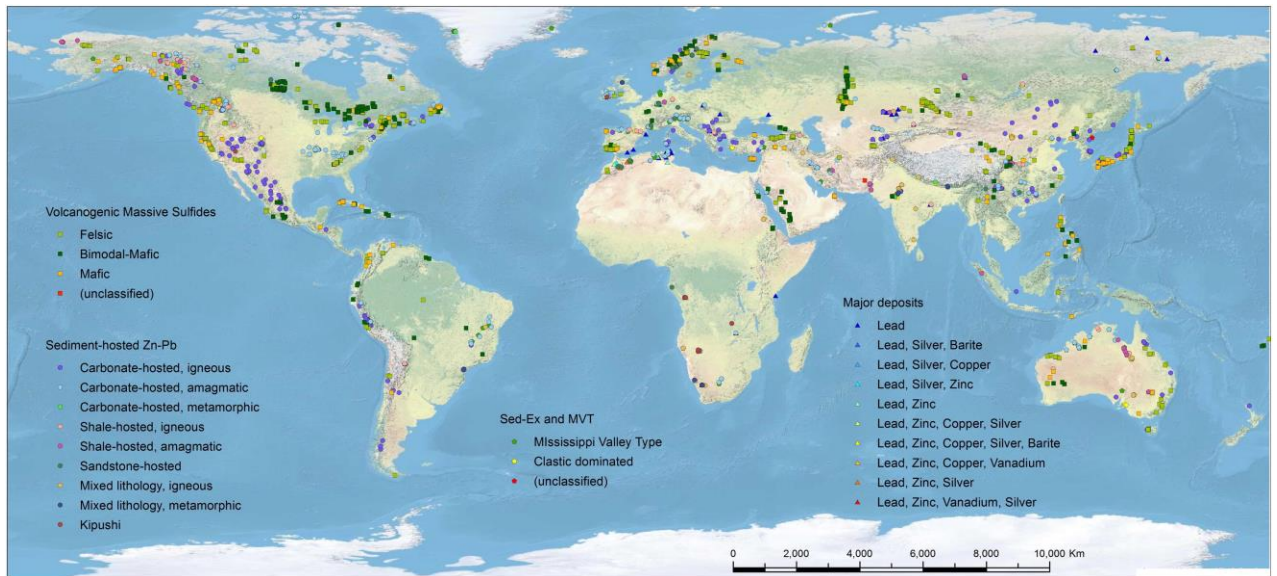 Volcanogenic Massive Sulfides
Felsic
Bimodal-Mafic
Mafic
(unclassified)
Sediment-hosted Zn-Pb
Carbonate-hosted, igneous
Carbonate-hosted, amagmatic
Carbonate-hosted, metamorphic
Shale-hosted, igneous
Shale-hosted, amagmatic
Sandstone-hosted
Mixed lithology, igneous
Mixed lithology, metamorphic
Kipushi
Sed-Ex and MVT
MIssissippi Valley Type
Clastic dominated
(unclassified)
Major deposits
Lead
Lead, Silver, Barite
Lead, Silver, Copper
Lead, Silver, Zinc
Lead, Zinc
Lead, Zinc, Copper, Silver
Lead, Zinc, Copper, Silver, Barite
Lead, Zinc, Copper, Vanadium
Lead, Zinc, Silver
Lead, Zinc, Vanadium, Silver
0 2,000 4,000 6,000 8,000 10,000 Km